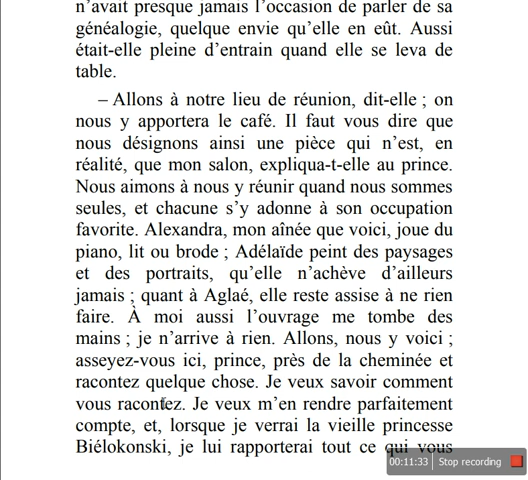 n’avait presque jamais l’occasion de parler de sa
généalogie, quelque envie qu’elle en eût. Aussi
était-elle pleine d’entrain quand elle se leva de
table.
– Allons à notre lieu de réunion, dit-elle ; on
nous y apportera le café. Il faut vous dire que
nous désignons ainsi une pièce qui n’est, en
réalité, que mon salon, expliqua-t-elle au prince.
Nous aimons à nous y réunir quand nous sommes
seules, et chacune s’y adonne à son occupation
favorite. Alexandra, mon aînée que voici, joue du
piano, lit ou brode ; Adélaïde peint des paysages
et des portraits, qu’elle n’achève d’ailleurs
jamais ; quant à Aglaé, elle reste assise à ne rien
faire. À moi aussi l’ouvrage me tombe des
mains ; je n’arrive à rien. Allons, nous y voici ;
asseyez-vous ici, prince, près de la cheminée et
racontez quelque chose. Je veux savoir comment
vous racontez. Je veux m’en rendre parfaitement
compte, et, lorsque je verrai la vieille princesse
Biélokonski, je lui rapporterai tout ce qui vous
00:11:33 Stop recording